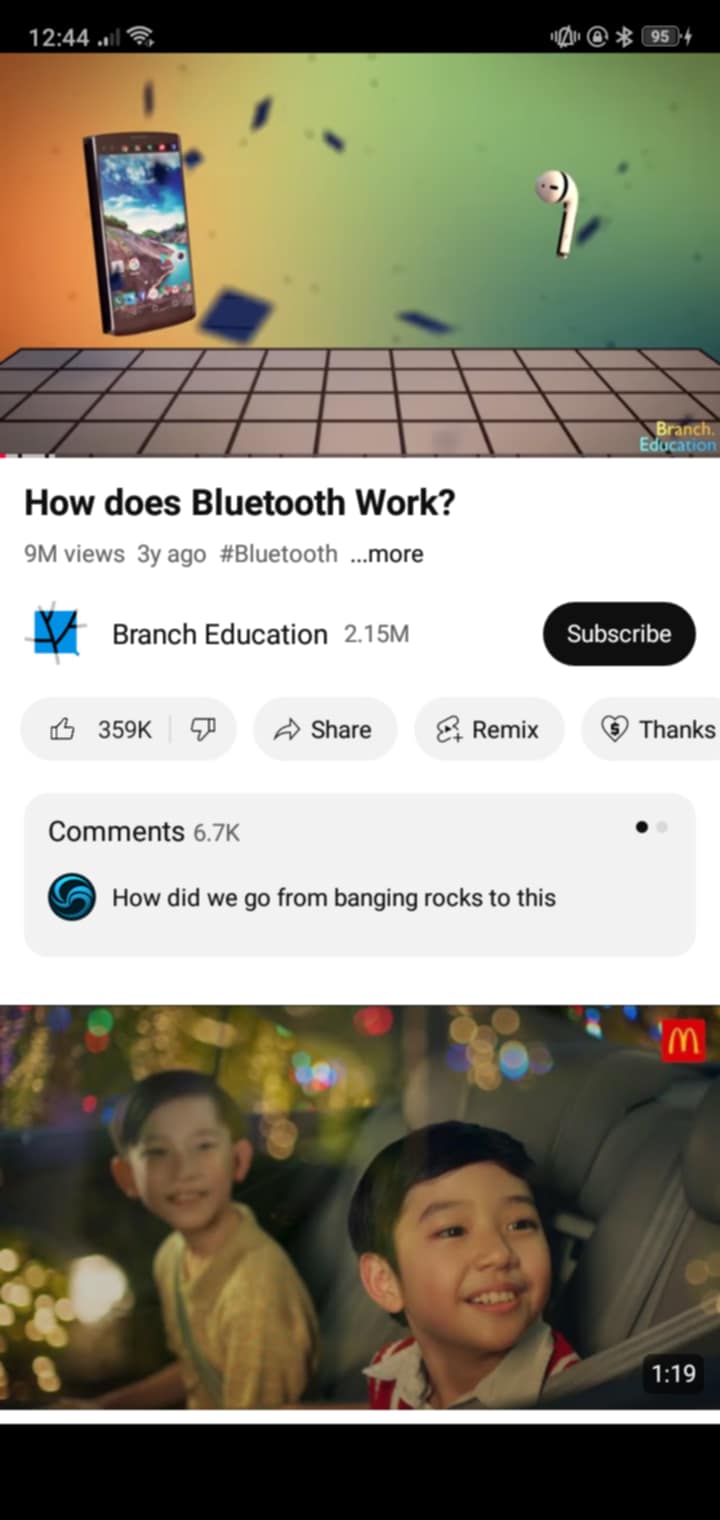 12:44
95
Branch.
Education
How does Bluetooth Work?
9M views 3y ago #Bluetooth ...more
Branch Education 2.15M
Subscribe
359K
Share
Remix
Thanks
Comments 6.7K
How did we go from banging rocks to this
1:19